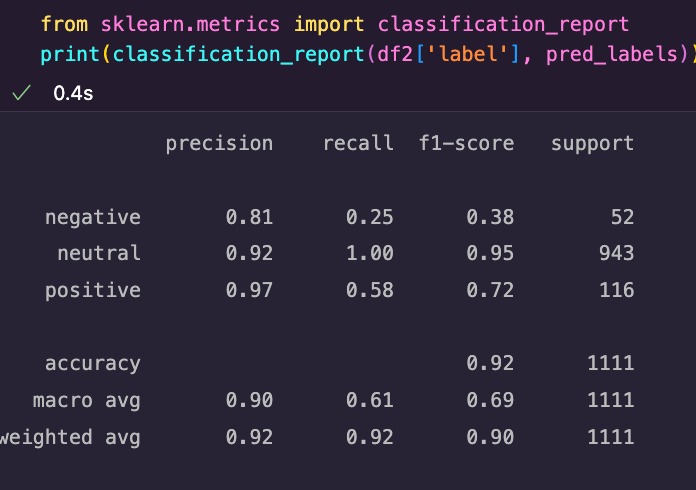 from sklearn.metrics import classification_report
print(classification_report(df2['label'], pred_labels))
✓ 0.4s
precision recall f1-score support
negative 0.81 0.25 0.38 52
neutral 0.92 1.00 0.95 943
positive 0.97 0.58 0.72 116
accuracy 0.92 1111
macro avg 0.90 0.61 0.69 1111
weighted avg 0.92 0.92 0.90 1111